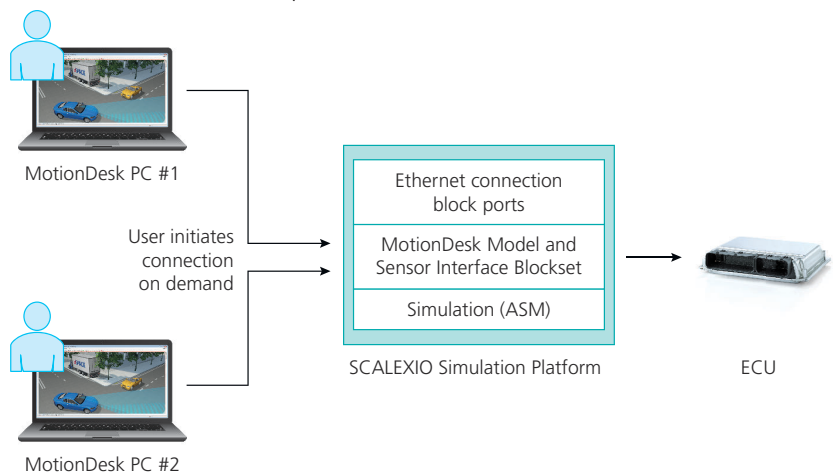 MotionDesk PC #1
User initiates
connection
on demand
MotionDesk PC #2
Ethernet connection
block ports
MotionDesk Model and
Sensor Interface Blockset
Simulation (ASM)
SCALEXIO Simulation Platform
ECU